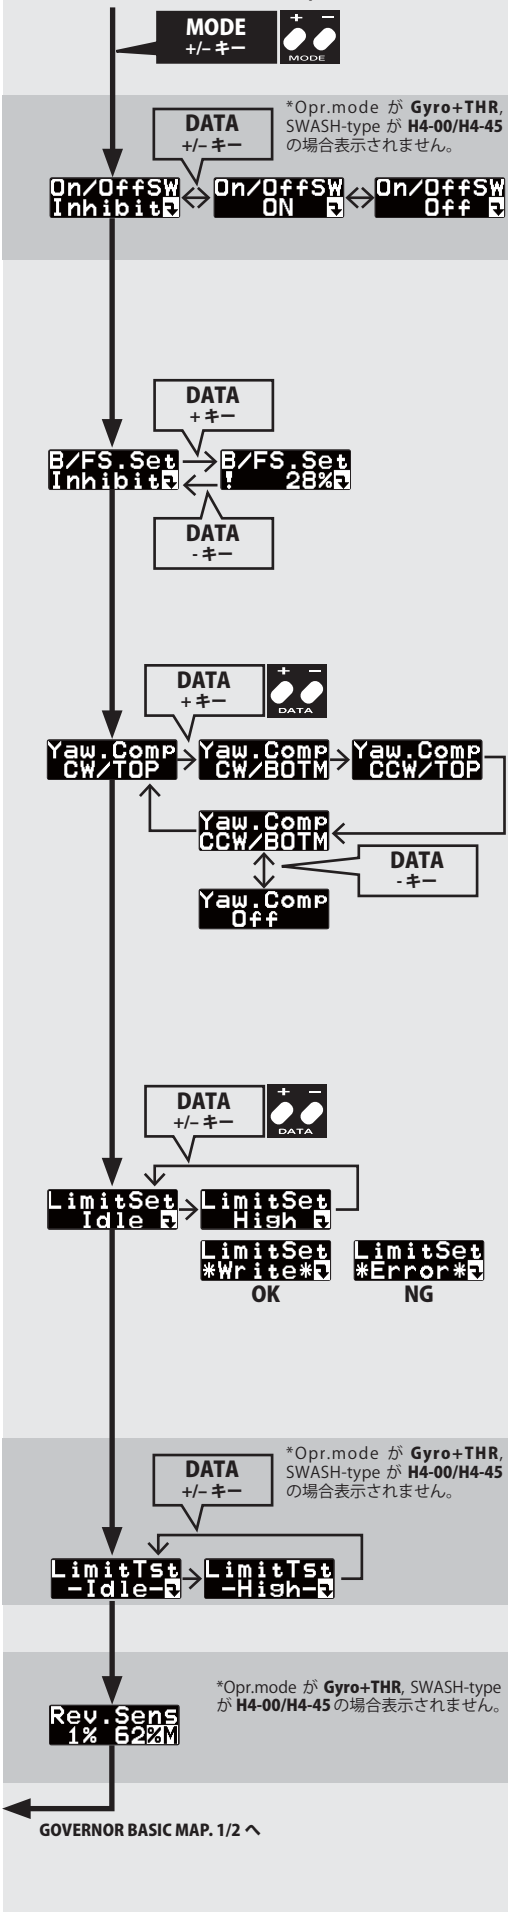 MODE
+/– キー
+ –
MODE
*Opr.mode が Gyro+THR,
SWASH-type が H4-00/H4-45
の場合表示されません。
DATA
+/– キー
On/OffSW
Inhibit
On/OffSW
ON
On/OffSW
Off
DATA
+ キー
B/FS.Set
Inhibit
B/FS.Set
! 28%
DATA
- キー
DATA
+ キー
+ –
DATA
Yaw.Comp
CW/TOP
Yaw.Comp
CW/BOTM
Yaw.Comp
CCW/TOP
Yaw.Comp
CCW/BOTM
DATA
- キー
Yaw.Comp
Off
DATA
+/– キー
+ –
DATA
LimitSet
Idle
LimitSet
High
LimitSet
*Write*
OK
LimitSet
*Error*
NG
*Opr.mode が Gyro+THR,
SWASH-type が H4-00/H4-45
の場合表示されません。
DATA
+/– キー
LimitTst
-Idle-
LimitTst
-High-
*Opr.mode が Gyro+THR, SWASH-type
が H4-00/H4-45 の場合表示されません。
Rev.Sens
1% 62%M
GOVERNOR BASIC MAP. 1/2 へ